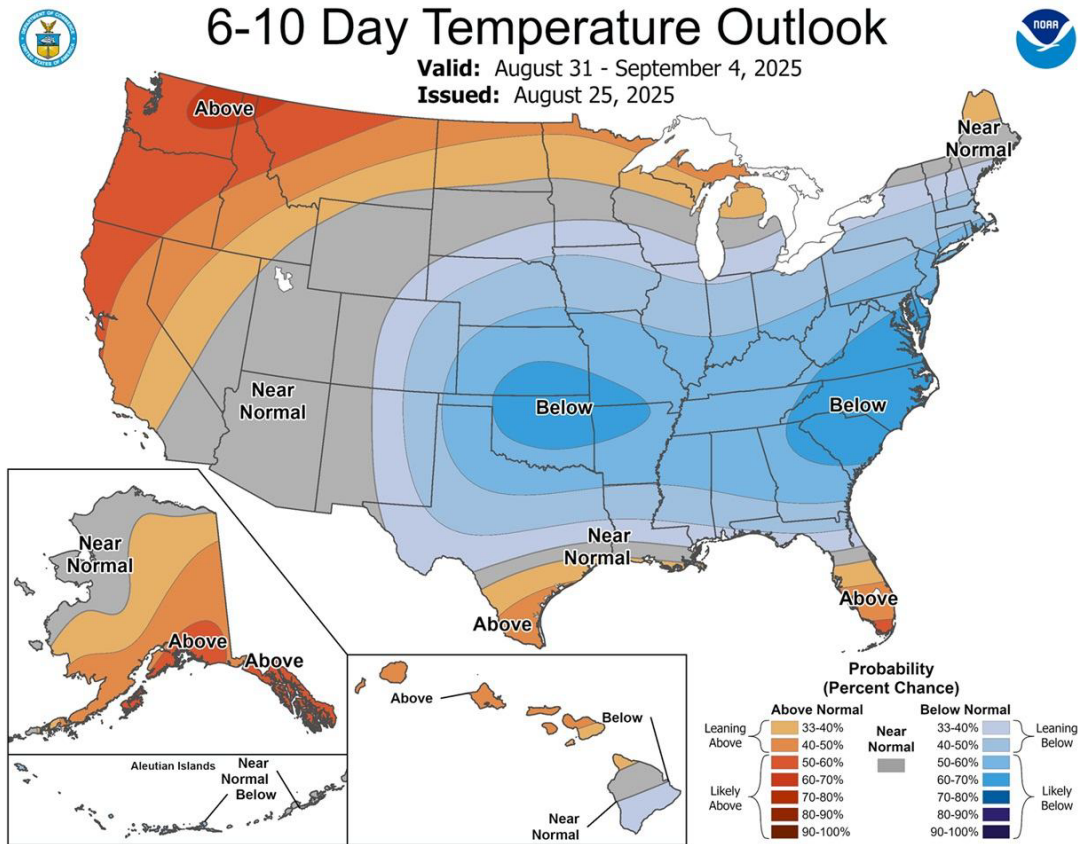 6-10 Day Temperature Outlook
NOAA
Valid: August 31 - September 4, 2025
Issued: August 25, 2025
Above
Near
Normal
Near
Normal
Below
Below
Near
Normal
Above
Above
Near
Normal
Above
Above
Aleutian Islands
Near
Normal
Below
Above
Below
Near
Normal
Probability
(Percent Chance)
Above Normal
Below Normal
Leaning
Above
33-40%
40-50%
Likely
Above
50-60%
60-70%
70-80%
80-90%
90-100%
Near
Normal
33-40%
40-50%
Leaning
Below
50-60%
60-70%
70-80%
80-90%
90-100%
Likely
Below